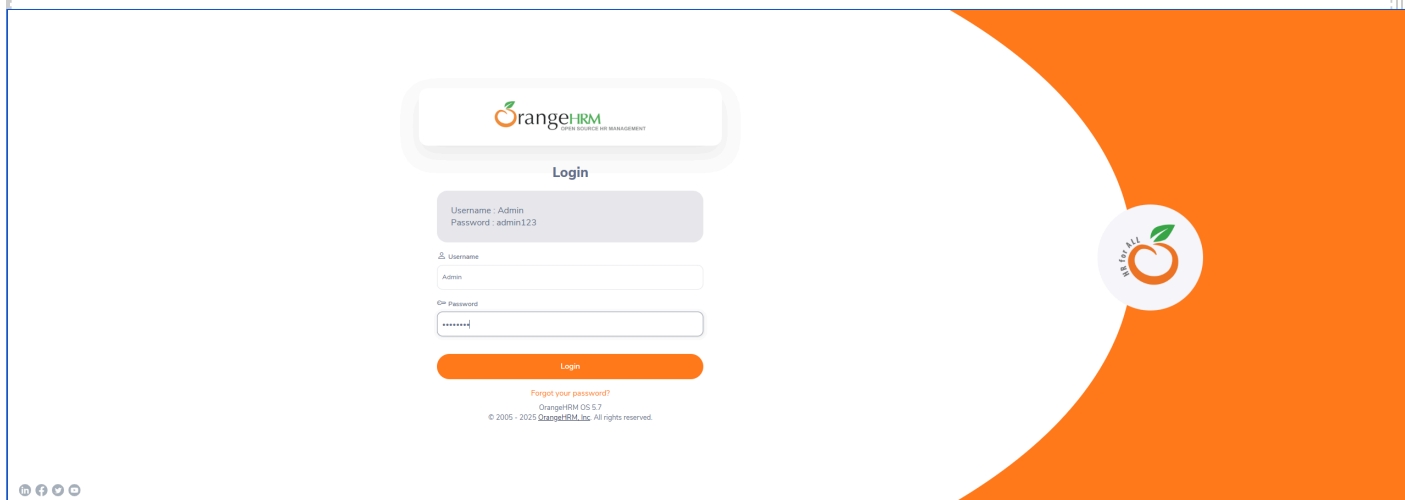 OrangeHRM
OPEN SOURCE HR MANAGEMENT
Login
Username : Admin
Password : admin123
Username
Admin
Password
Login
Forgot your password?
OrangeHRM OS 5.7
© 2005 - 2025 OrangeHRM, Inc. All rights reserved.
HR for ALL